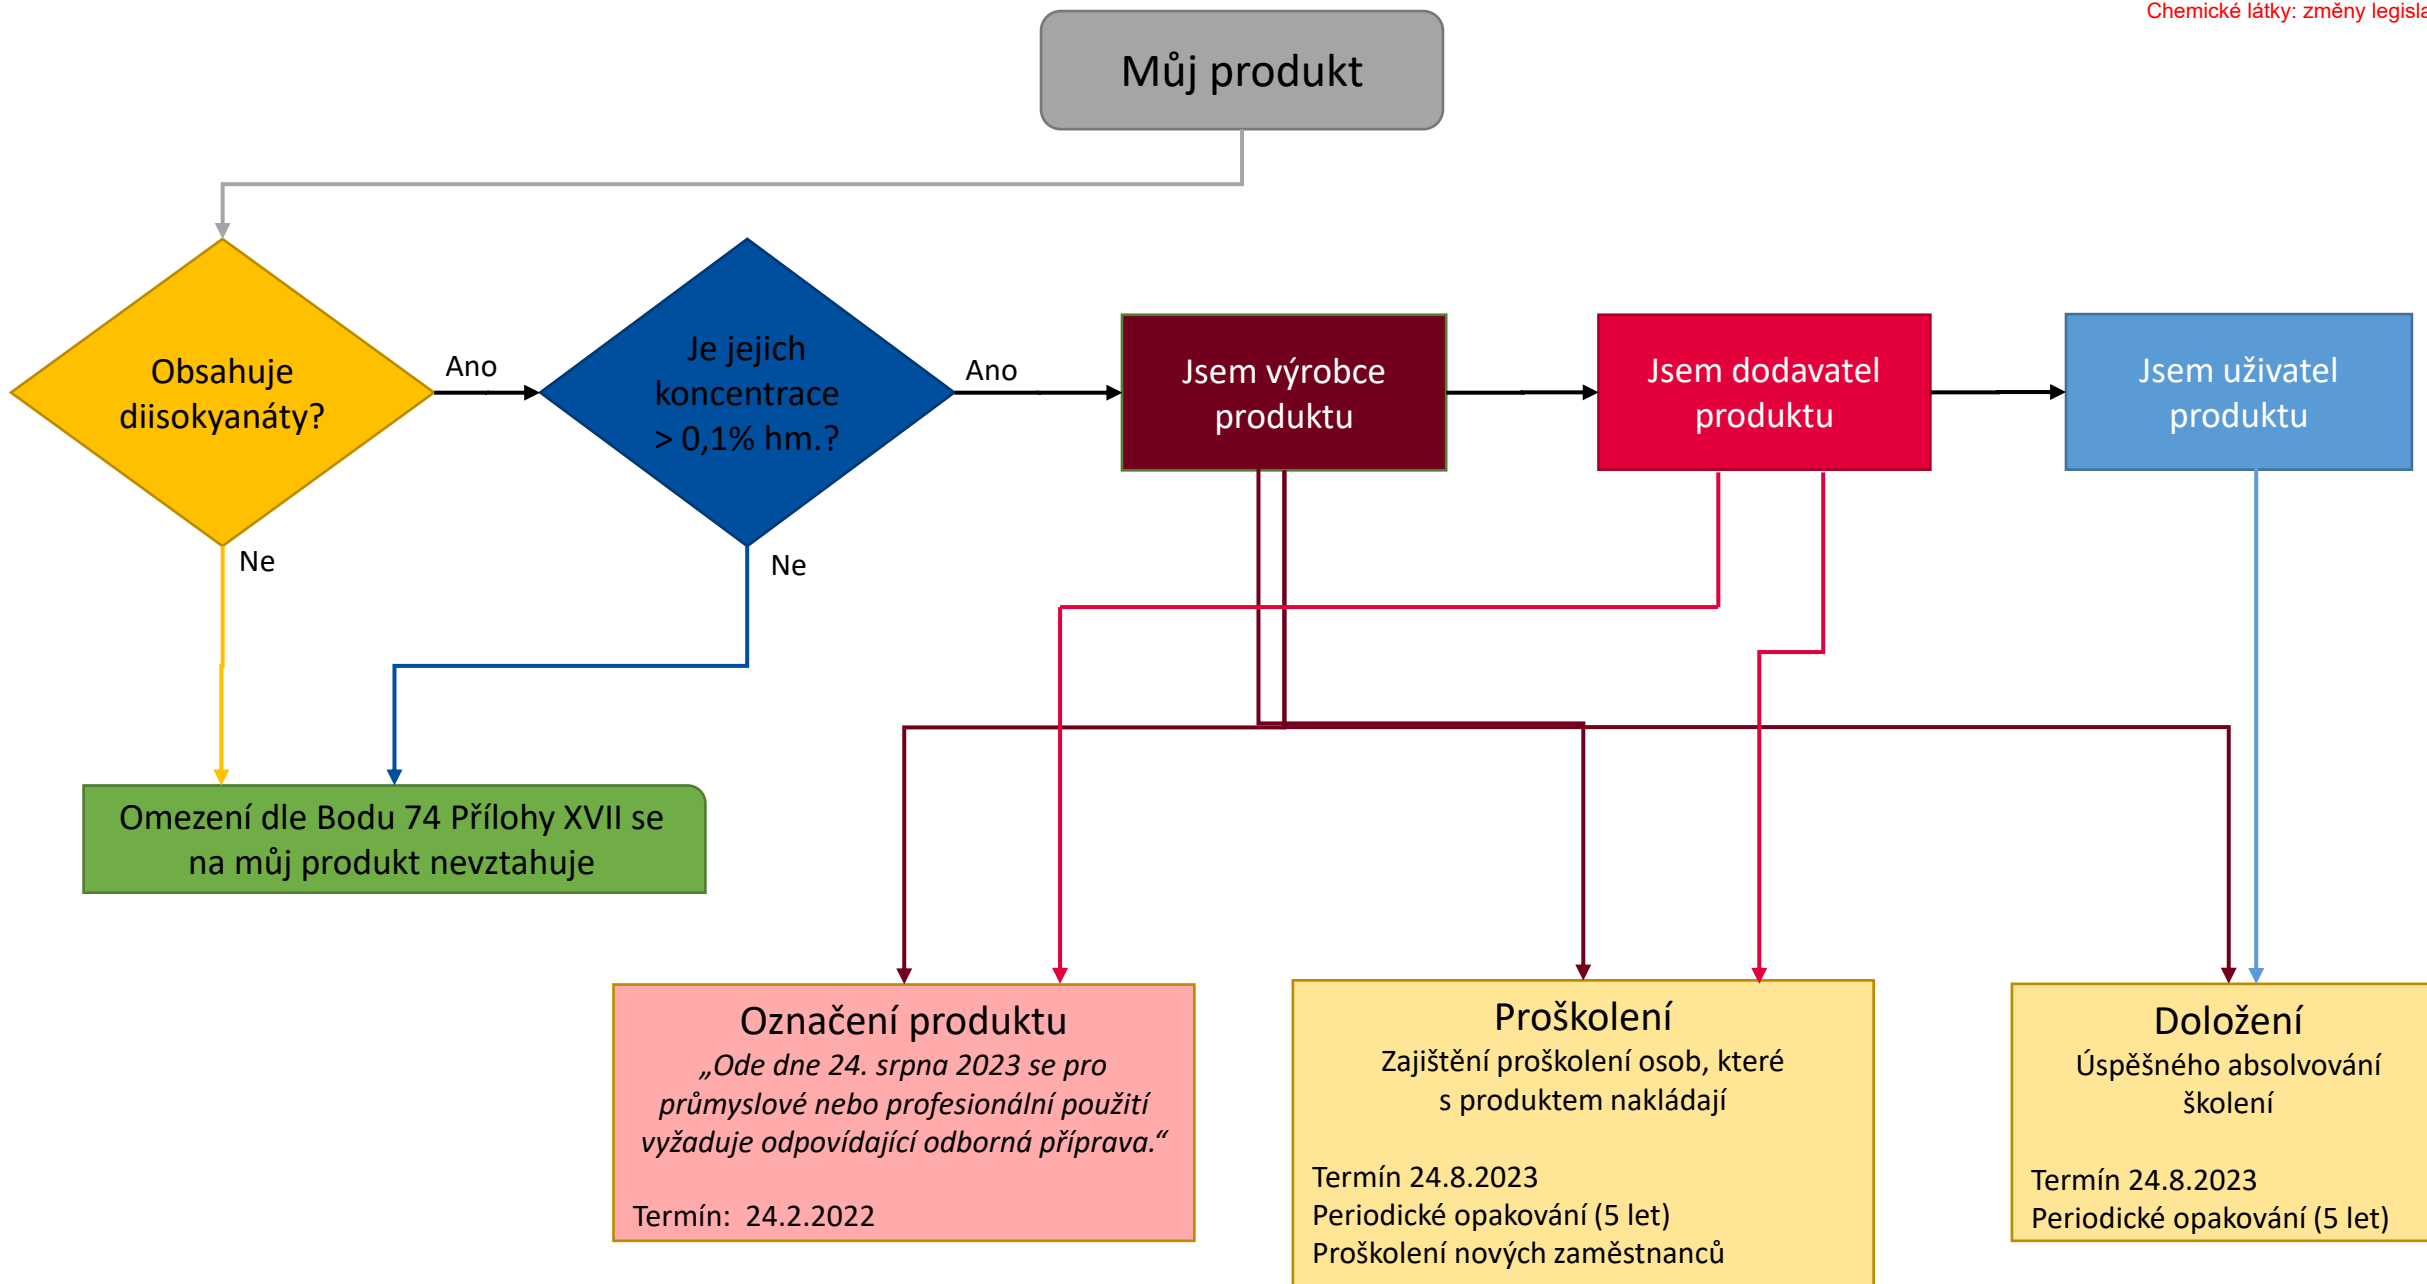 Chemické látky: změny legisla
Můj produkt
Obsahuje
diisokyanáty?
Ano
Je jejich
koncentrace
> 0,1% hm.?
Ano
Jsem výrobce
produktu
Jsem dodavatel
produktu
Jsem uživatel
produktu
Ne
Ne
Omezení dle Bodu 74 Přílohy XVII se
na můj produkt nevztahuje
Označení produktu
„Ode dne 24. srpna 2023 se pro
průmyslové nebo profesionální použití
vyžaduje odpovídající odborná příprava.“
Termín: 24.2.2022
Proškolení
Zajištění proškolení osob, které
s produktem nakládají
Termín 24.8.2023
Periodické opakování (5 let)
Proškolení nových zaměstnanců
Doložení
Úspěšného absolvování
školení
Termín 24.8.2023
Periodické opakování (5 let)